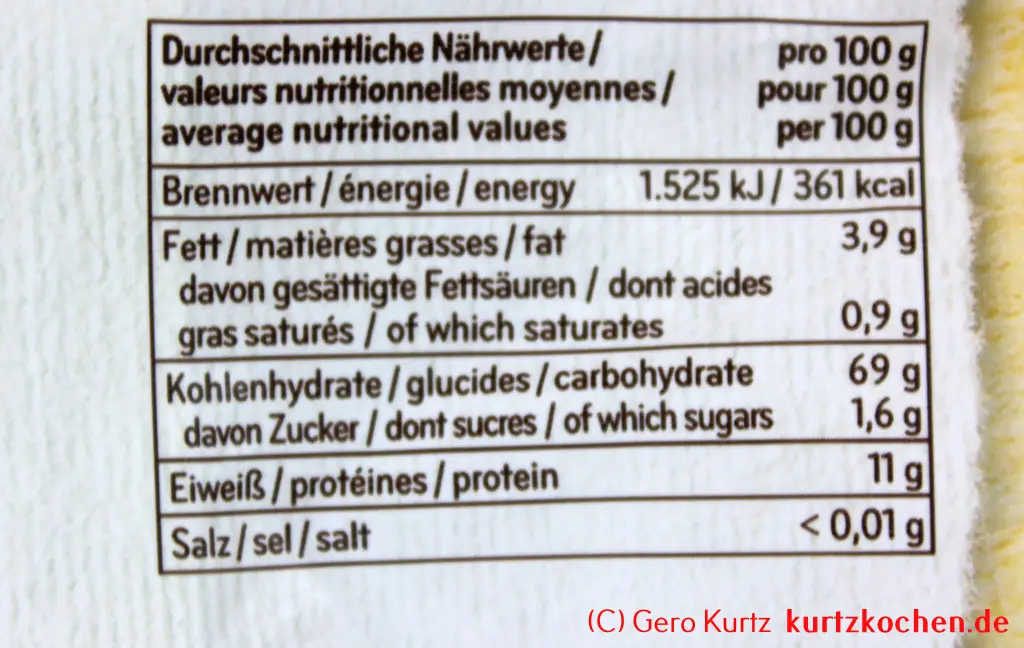 Durchschnittliche Nährwerte/ pro 100 g
valeurs nutritionnelles moyennes/ pour 100 g
average nutritional values per 100 g
Brennwert/énergie/energy 1.525 kJ/ 361 kcal
Fett/matières grasses/fat 3,9 g
davon gesättigte Fettsäuren / dont acides
gras saturés / of which saturates 0,9 g
Kohlenhydrate/glucides/carbohydrate 69 g
davon Zucker / dont sucres / of which sugars 1,6 g
Eiweiß/protéines/protein 11 g
Salz/sel/salt < 0,01 g
(C) Gero Kurtz kurtzkochen.de